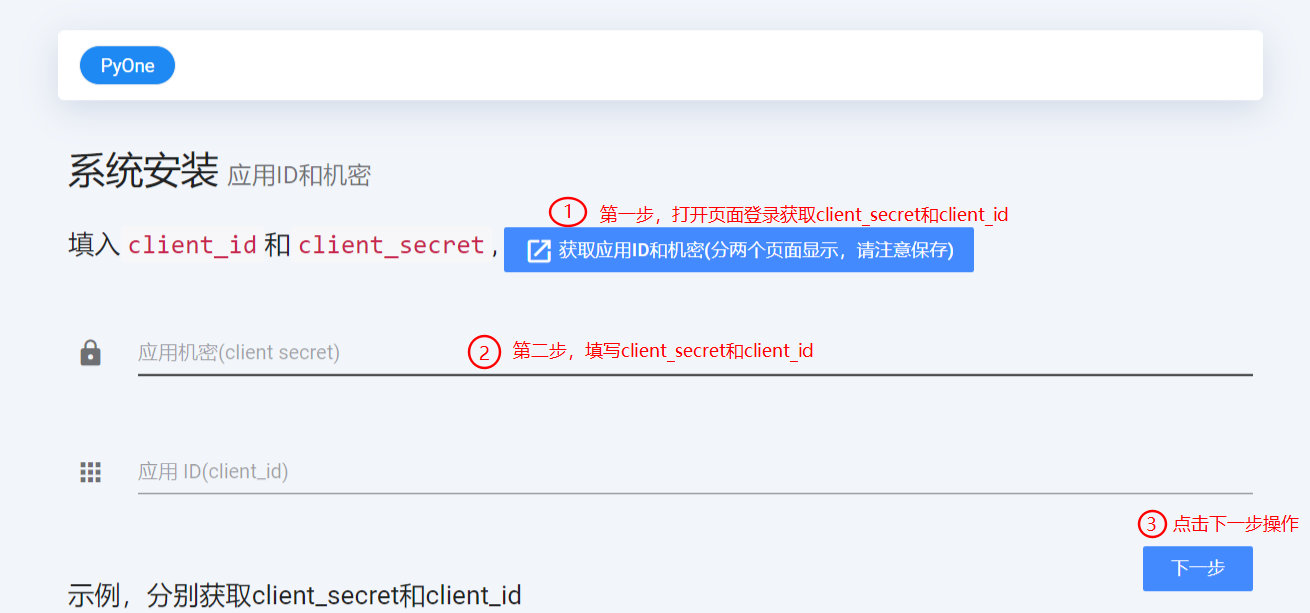 PyOne
系统安装 应用ID和机密
① 第一步，打开页面登录获取client_secret和client_id
填入 client_id 和 client_secret , 获取应用ID和机密(分两个页面显示，请注意保存)
应用机密(client secret) ② 第二步，填写client_secret和client_id
应用 ID(client_id)
③ 点击下一步操作
下一步
示例，分别获取client_secret和client_id